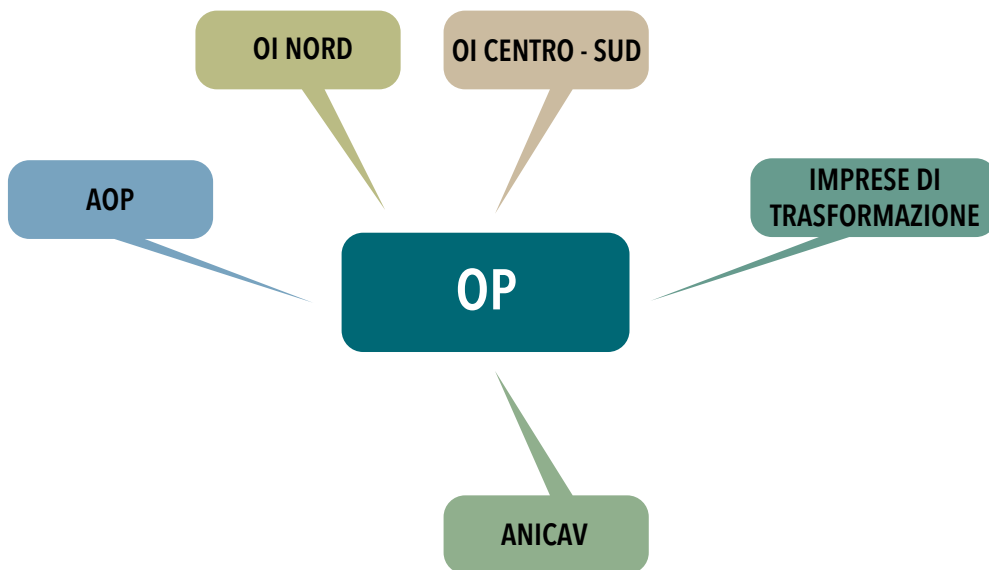 OI NORD
OI CENTRO - SUD
AOP
IMPRESE DI
TRASFORMAZIONE
OP
ANICAV